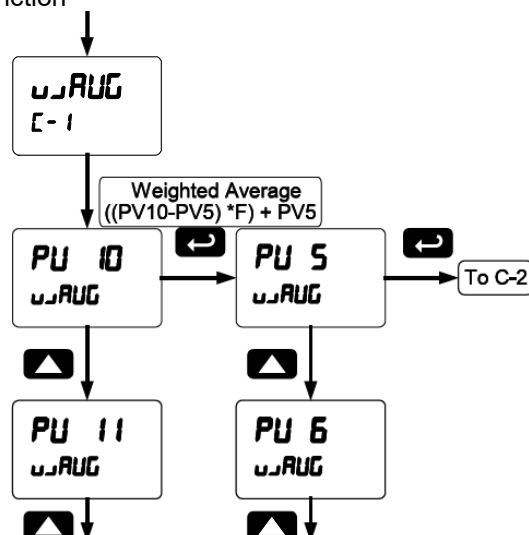 nction
wAVG
C-1
Weighted Average
((PV10-PV5) *F) + PV5
PV 10
wAVG
PV 5
wAVG
To C-2
PV 11
wAVG
PV 6
wAVG